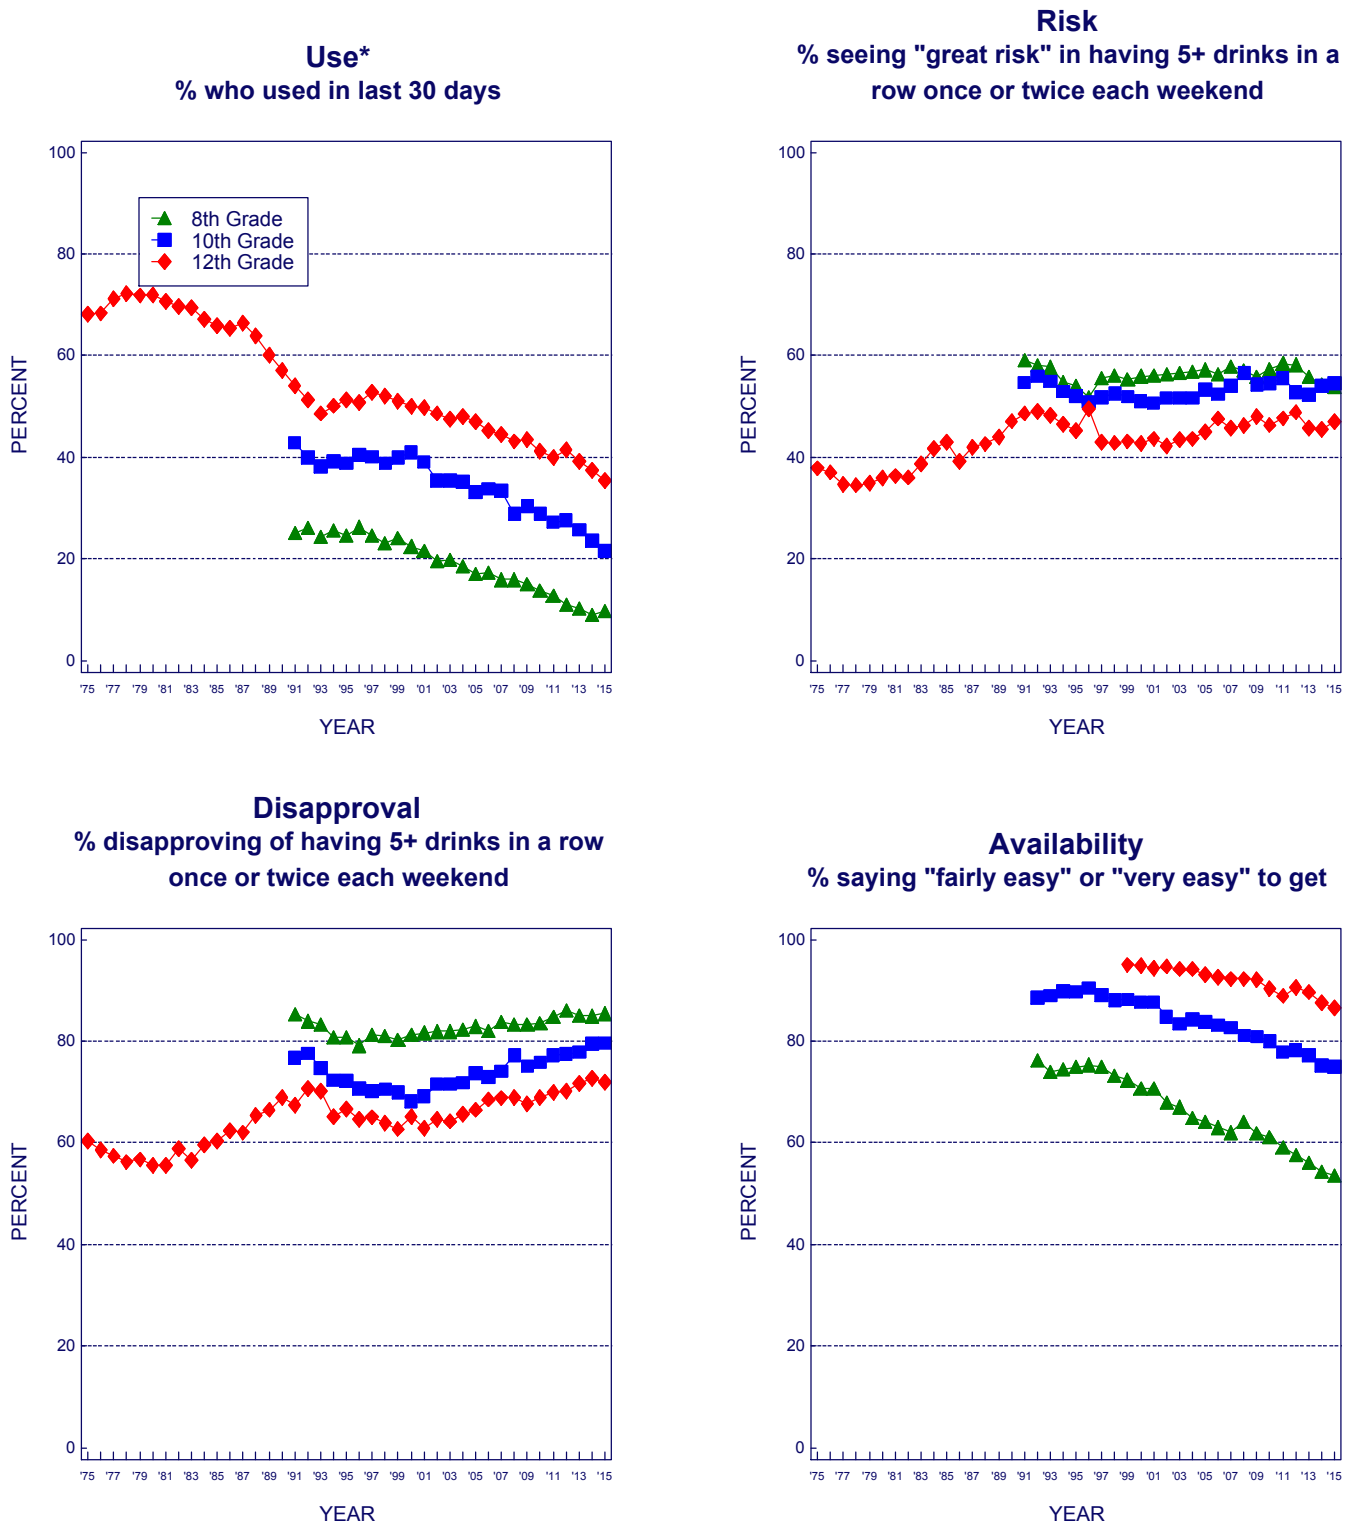 Use*
% who used in last 30 days
100
80
60
40
20
0
PERCENT
8th Grade
10th Grade
12th Grade
'75 '77 '79 '81 '83 '85 '87 '89 '91 '93 '95 '97 '99 '01 '03 '05 '07 '09 '11 '13 '15
YEAR
Risk
% seeing "great risk" in having 5+ drinks in a
row once or twice each weekend
100
80
60
40
20
0
PERCENT
'75 '77 '79 '81 '83 '85 '87 '89 '91 '93 '95 '97 '99 '01 '03 '05 '07 '09 '11 '13 '15
YEAR
Disapproval
% disapproving of having 5+ drinks in a row
once or twice each weekend
100
80
60
40
20
0
PERCENT
'75 '77 '79 '81 '83 '85 '87 '89 '91 '93 '95 '97 '99 '01 '03 '05 '07 '09 '11 '13 '15
YEAR
Availability
% saying "fairly easy" or "very easy" to get
100
80
60
40
20
0
PERCENT
'75 '77 '79 '81 '83 '85 '87 '89 '91 '93 '95 '97 '99 '01 '03 '05 '07 '09 '11 '13 '15
YEAR